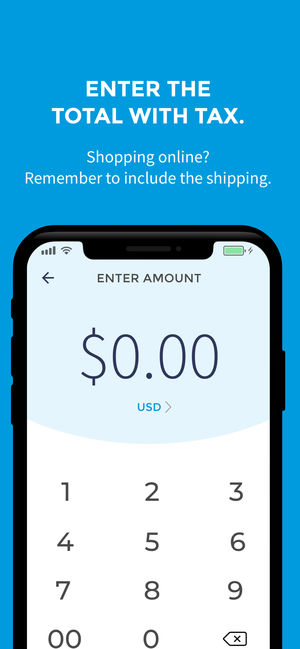 ENTER THE
TOTAL WITH TAX.
Shopping online?
Remember to include the shipping.
ENTER AMOUNT
$0.00
USD
1 2 3
4 5 6
7 8 9
00 0